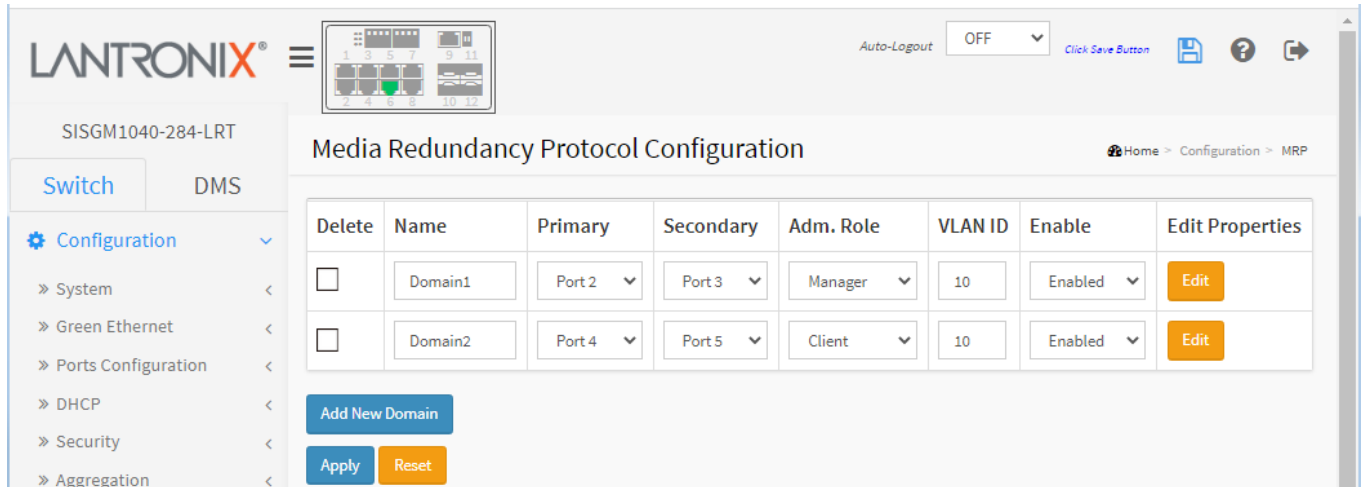 LANTRONIX®
1 3 5 7 9 11
2 4 6 8 10 12
Auto-Logout OFF Click Save Button
SISGM1040-284-LRT
Switch DMS
Configuration
» System
» Green Ethernet
» Ports Configuration
» DHCP
» Security
» Aggregation
Media Redundancy Protocol Configuration
Home > Configuration > MRP
Delete Name Primary Secondary Adm. Role VLAN ID Enable Edit Properties
Domain1 Port 2 Port 3 Manager 10 Enabled Edit
Domain2 Port 4 Port 5 Client 10 Enabled Edit
Add New Domain
Apply Reset